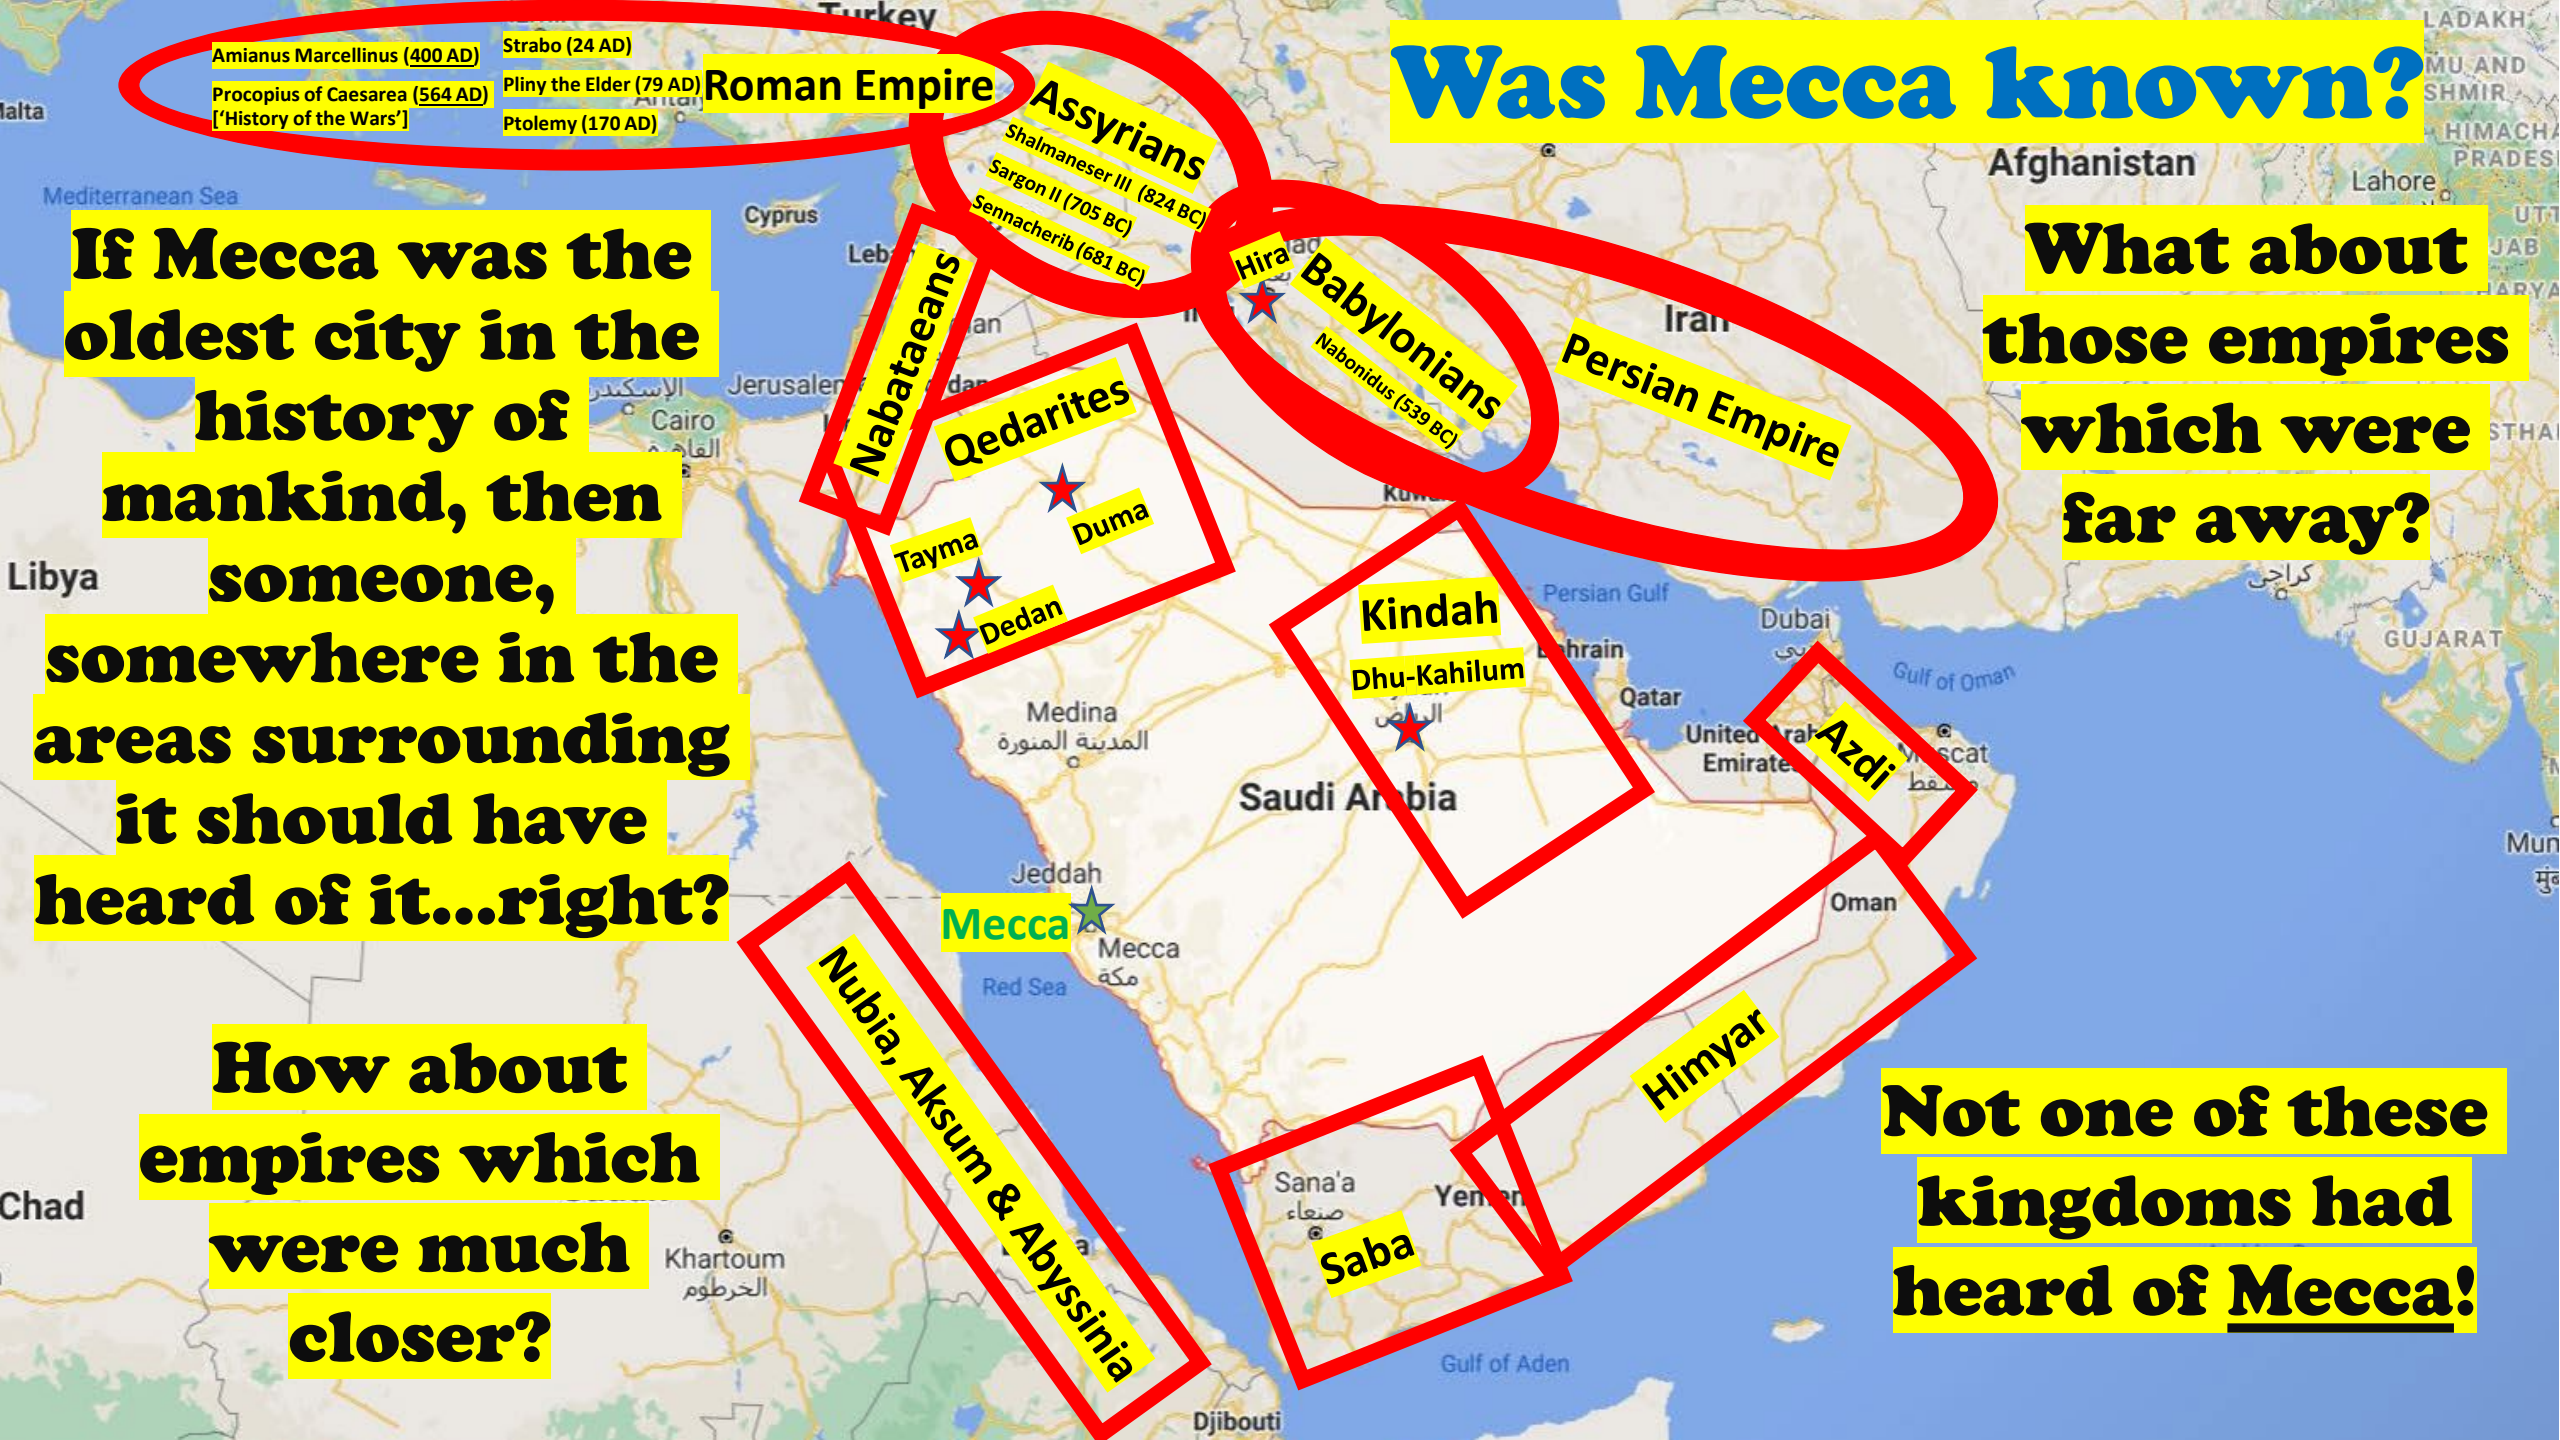 Was Mecca known?
Amianus Marcellinus (400 AD)
Procopius of Caesarea (564 AD)
['History of the Wars']
Strabo (24 AD)
Pliny the Elder (79 AD)
Ptolemy (170 AD)
Roman Empire
Assyrians
Shalmaneser III (824 BC)
Sargon II (705 BC)
Sennacherib (681 BC)
Hira
Babylonians
Nabonidus (539 BC)
Persian Empire
Nabataeans
Qedarites
Duma
Tayma
Dedan
Kindah
Dhu-Kahilum
Azdi
Himyar
Saba
Nubia, Aksum & Abyssinia
Mecca
If Mecca was the
oldest city in the
history of
mankind, then
someone,
somewhere in the
areas surrounding
it should have
heard of it...right?
How about
empires which
were much
closer?
What about
those empires
which were
far away?
Not one of these
kingdoms had
heard of Mecca!
Turkey
Mediterranean Sea
Cyprus
Afghanistan
Lahore
LADAKH
Iran
Cairo
القاهرة
Libya
Persian Gulf
Dubai
دبي
Gulf of Oman
كراچی
GUJARAT
Qatar
Medina
المدينة المنورة
Saudi Arabia
Jeddah
Mecca
مكة
Red Sea
Oman
Chad
Khartoum
الخرطوم
Sana'a
صنعاء
Yemen
Gulf of Aden
Djibouti